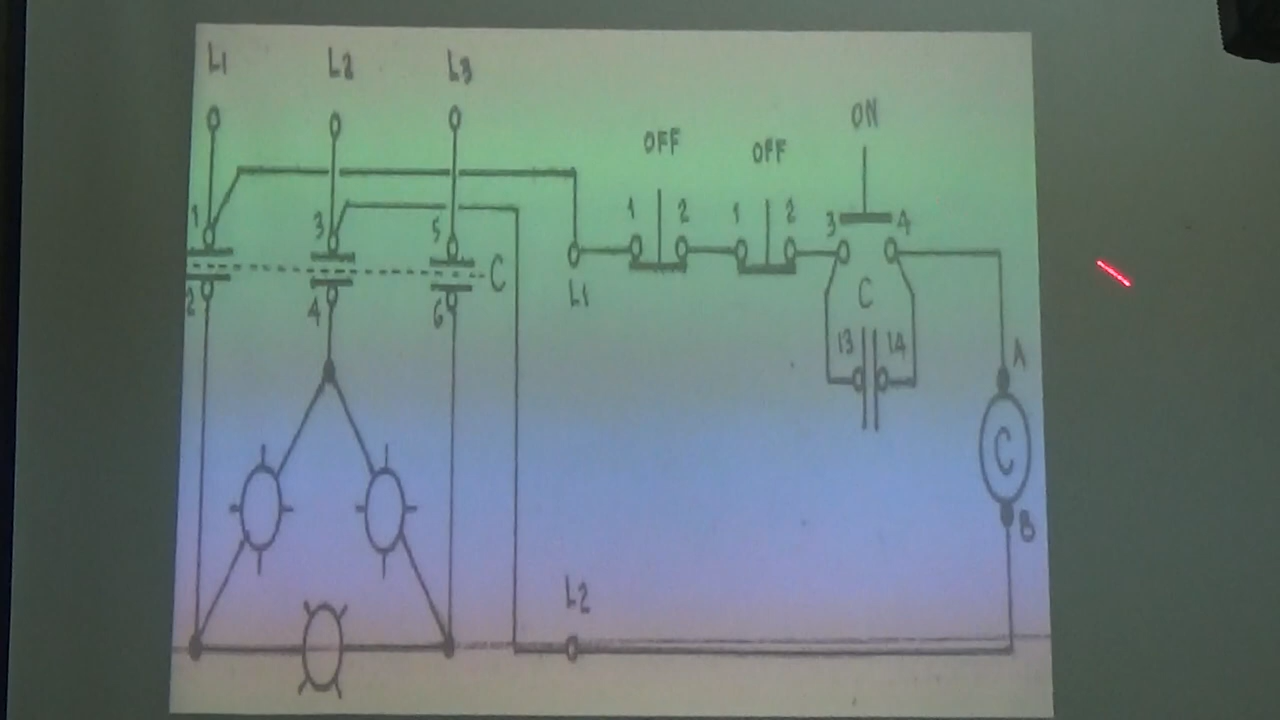 L1 L2 L3
ON
OFF OFF
1 3 5 1 2 1 2 3 4
C L1 C
2 4 6 13 14
A
C
B
L2